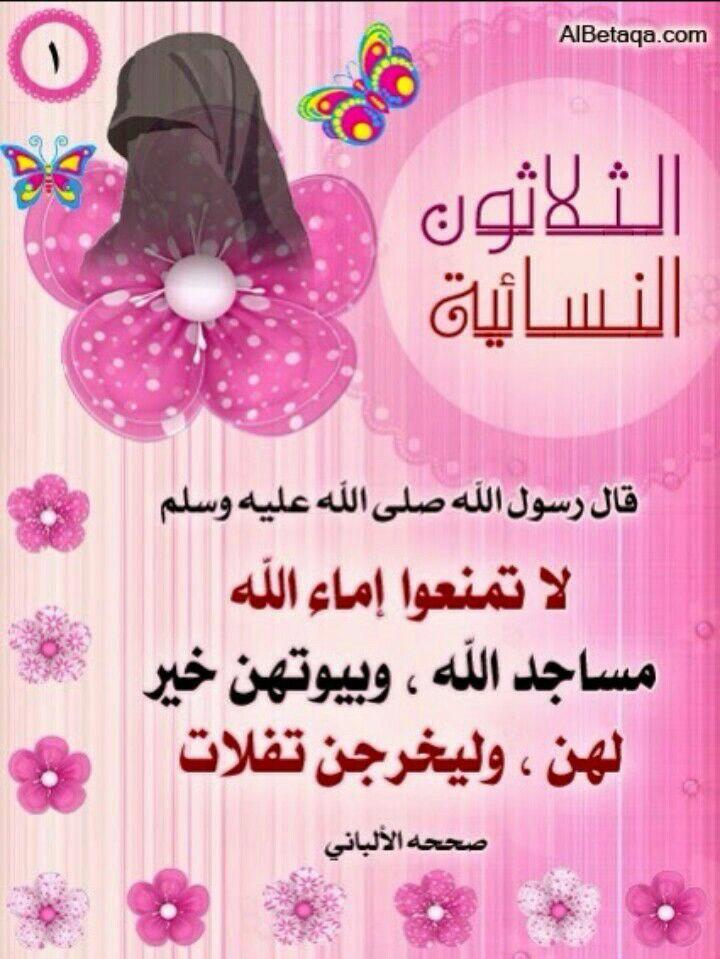 AlBetaqa.com
١
الثلاثون
النسائية
قال رسول الله صلى الله عليه وسلم
لا تمنعوا إماء الله
مساجد الله ، وبيوتهن خير
لهن ، وليخرجن تفلات
صححه الألباني